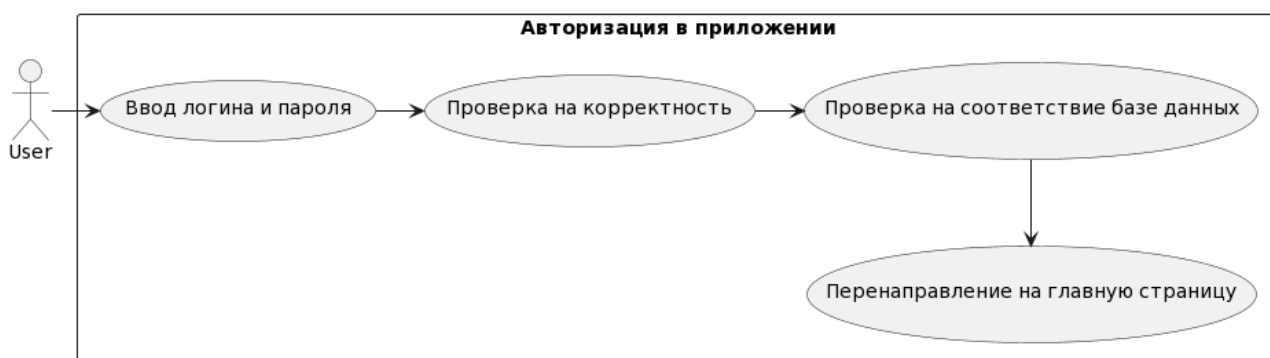 Авторизация в приложении
User
Ввод логина и пароля
Проверка на корректность
Проверка на соответствие базе данных
Перенаправление на главную страницу